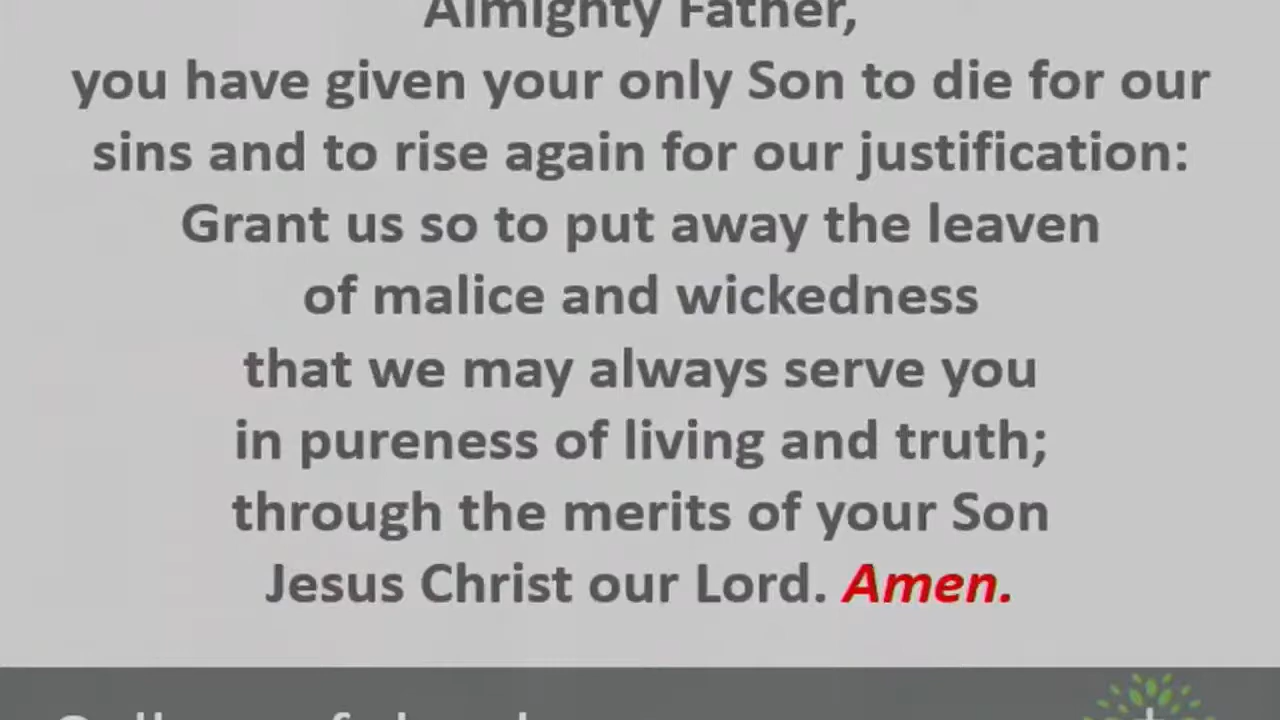 Almighty Father,
you have given your only Son to die for our
sins and to rise again for our justification:
Grant us so to put away the leaven
of malice and wickedness
that we may always serve you
in pureness of living and truth;
through the merits of your Son
Jesus Christ our Lord. Amen.